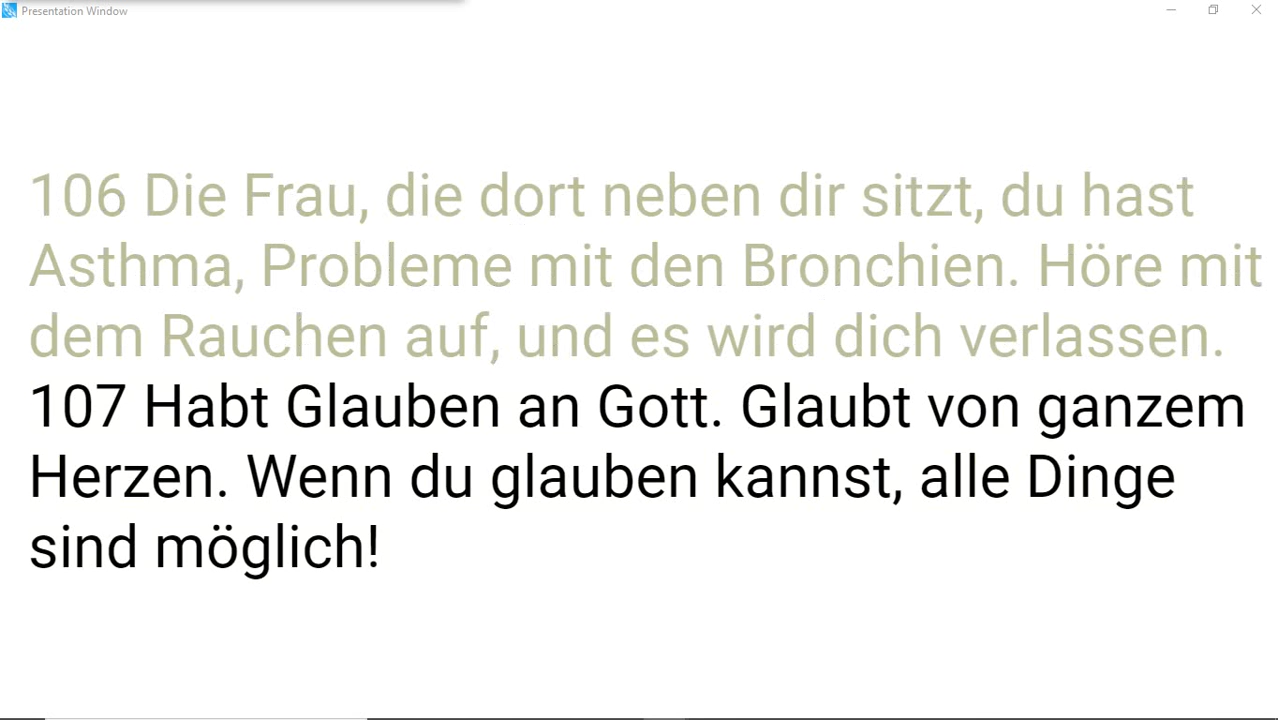 Presentation Window
106 Die Frau, die dort neben dir sitzt, du hast
Asthma, Probleme mit den Bronchien. Höre mit
dem Rauchen auf, und es wird dich verlassen.
107 Habt Glauben an Gott. Glaubt von ganzem
Herzen. Wenn du glauben kannst, alle Dinge
sind möglich!